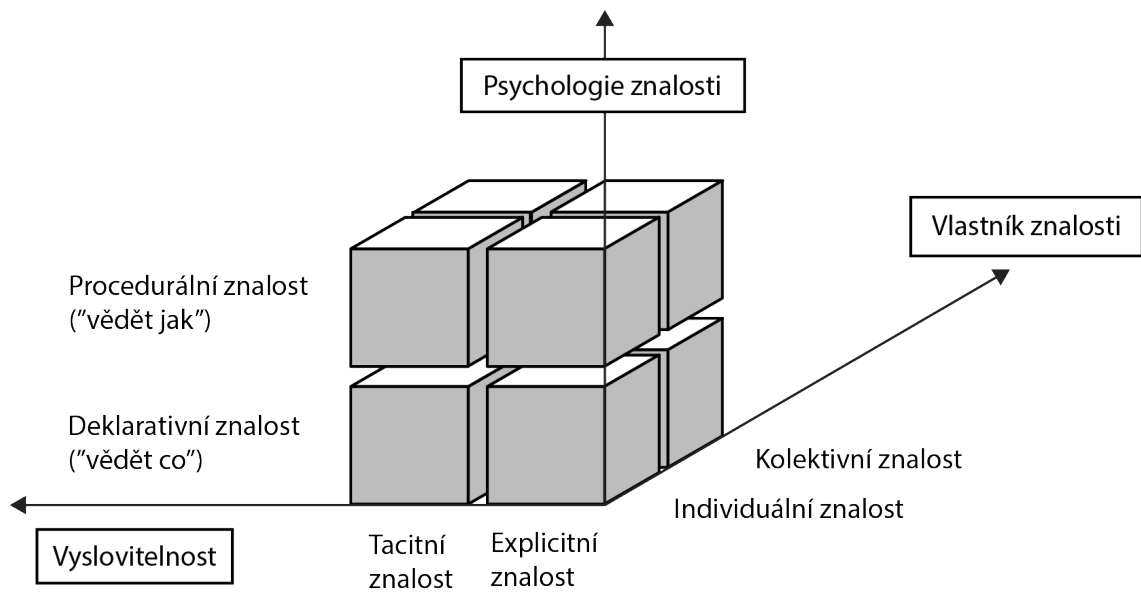 Psychologie znalosti
Vlastník znalosti
Procedurální znalost
(”vědět jak”)
Deklarativní znalost
(”vědět co”)
Kolektivní znalost
Individuální znalost
Vyslovitelnost
Tacitní
znalost
Explicitní
znalost